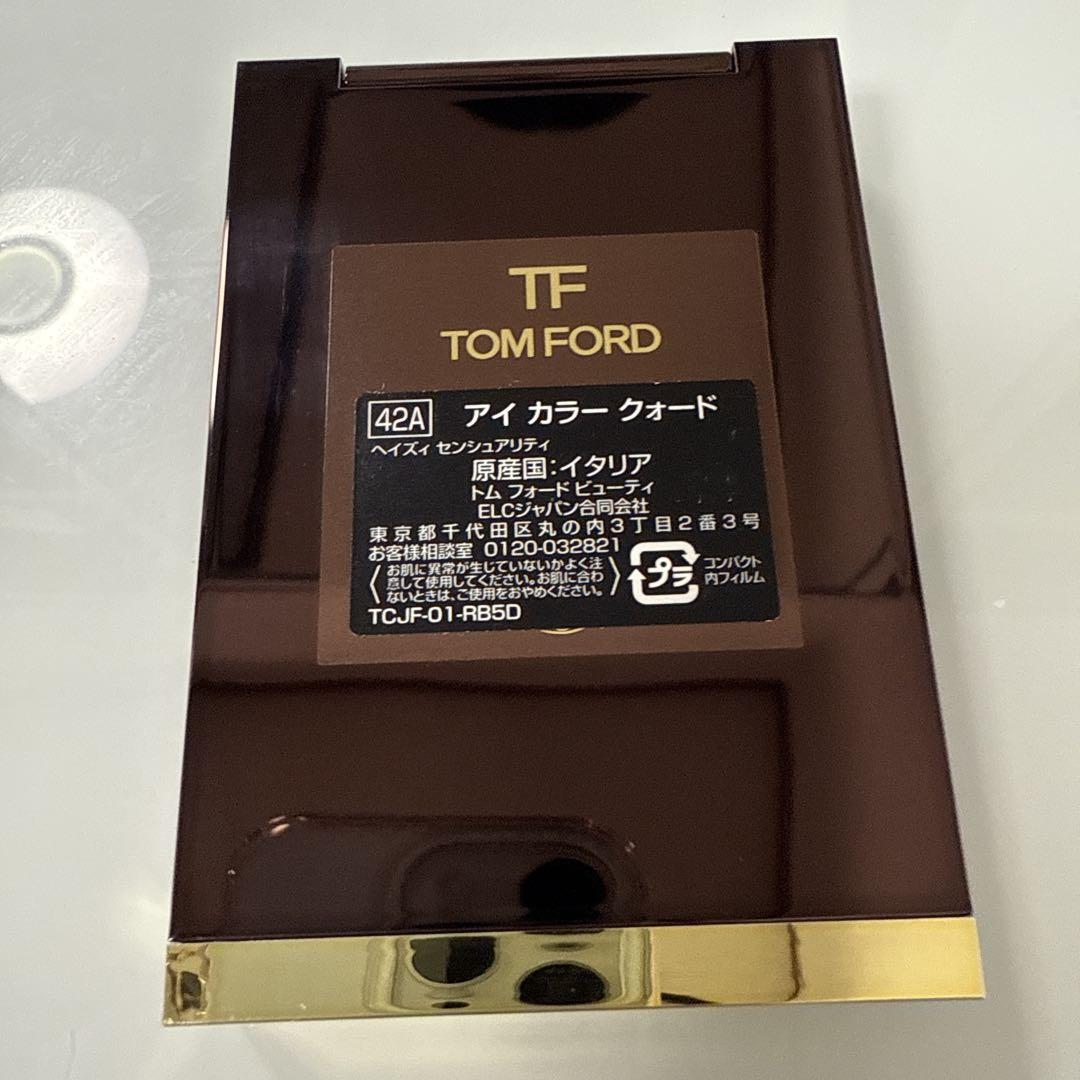 TF
TOM FORD
42A アイ カラー クォード
ヘイズィ センシュアリティ
原産国:イタリア
トム フォード ビューティ
ELCジャパン合同会社
東京都千代田区丸の内3丁目2番3号
お客様相談室 0120-032821
お肌に異常が生じていないかよく注
意して使用してください。お肌に合わ
ないときは、ご使用をおやめください。
プラ
コンパクト
内フィルム
TCJF-01-RB5D